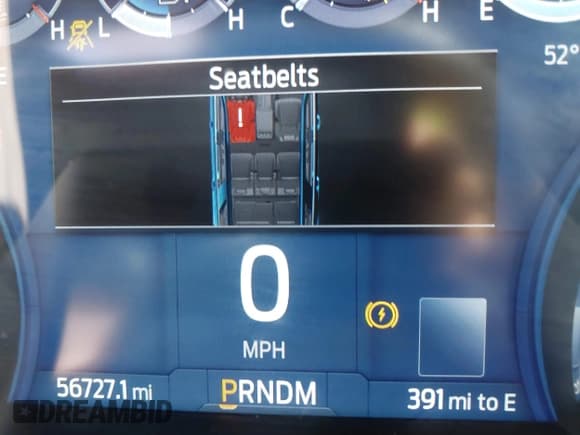 H L H C H E
52°
Seatbelts
!
0
MPH
56727.1 mi
PRNDM
391 mi to E
DREAMBID